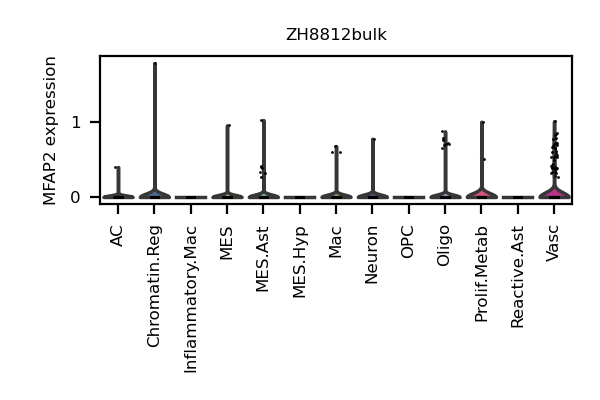 ZH8812bulk
MFAP2 expression
1
0
AC
Chromatin.Reg
Inflammatory.Mac
MES
MES.Ast
MES.Hyp
Mac
Neuron
OPC
Oligo
Prolif.Metab
Reactive.Ast
Vasc